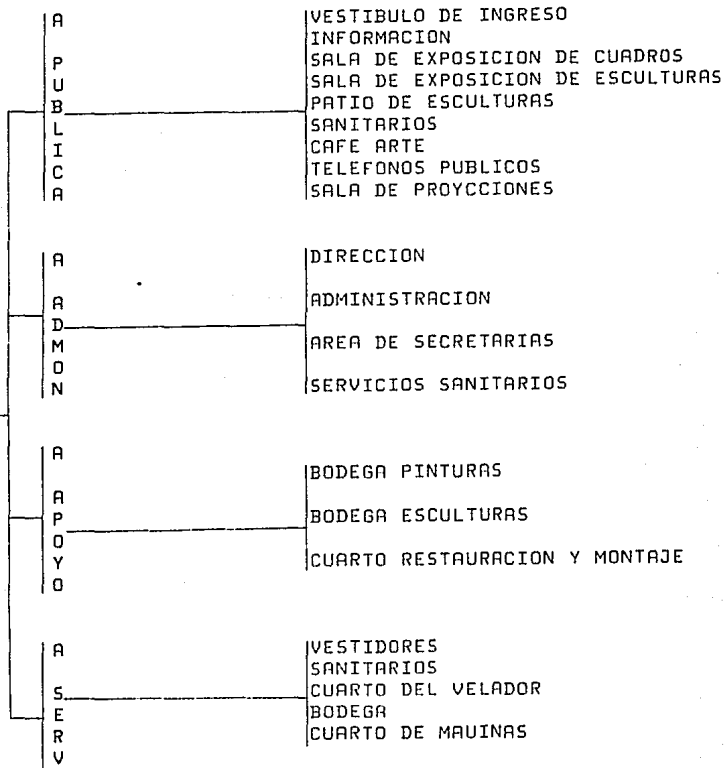 A PUBLICA
VESTIBULO DE INGRESO
INFORMACION
SALA DE EXPOSICION DE CUADROS
SALA DE EXPOSICION DE ESCULTURAS
PATIO DE ESCULTURAS
SANITARIOS
CAFE ARTE
TELEFONOS PUBLICOS
SALA DE PROYCCIONES
A ADMON
DIRECCION
ADMINISTRACION
AREA DE SECRETARIAS
SERVICIOS SANITARIOS
A APOYO
BODEGA PINTURAS
BODEGA ESCULTURAS
CUARTO RESTAURACION Y MONTAJE
A SERV
VESTIDORES
SANITARIOS
CUARTO DEL VELADOR
BODEGA
CUARTO DE MAUINAS